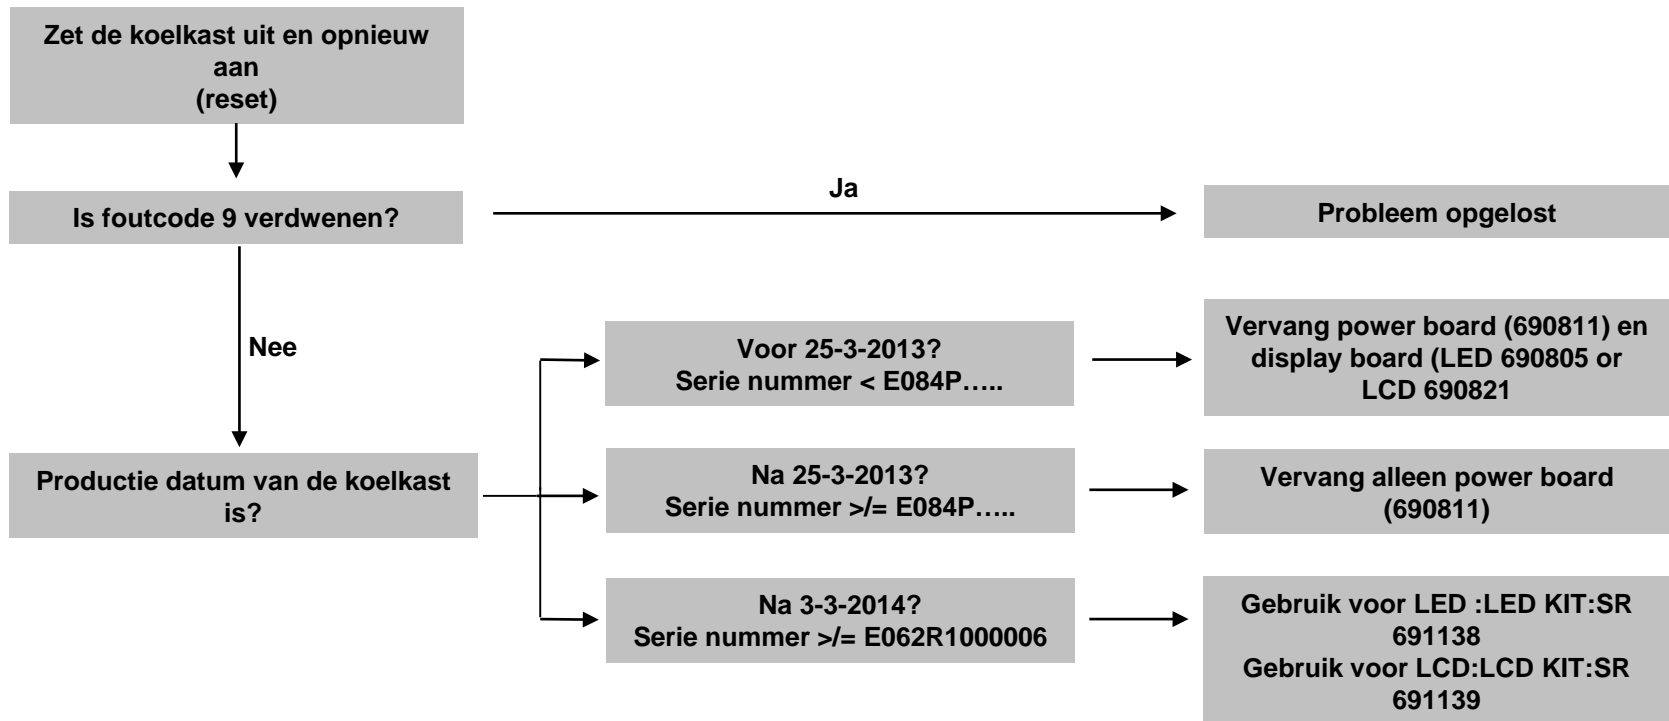 Zet de koelkast uit en opnieuw
aan
(reset)
Is foutcode 9 verdwenen?
Ja
Probleem opgelost
Nee
Productie datum van de koelkast
is?
Voor 25-3-2013?
Serie nummer < E084P…..
Vervang power board (690811) en
display board (LED 690805 or
LCD 690821
Na 25-3-2013?
Serie nummer >/= E084P…..
Vervang alleen power board
(690811)
Na 3-3-2014?
Serie nummer >/= E062R1000006
Gebruik voor LED :LED KIT:SR
691138
Gebruik voor LCD:LCD KIT:SR
691139